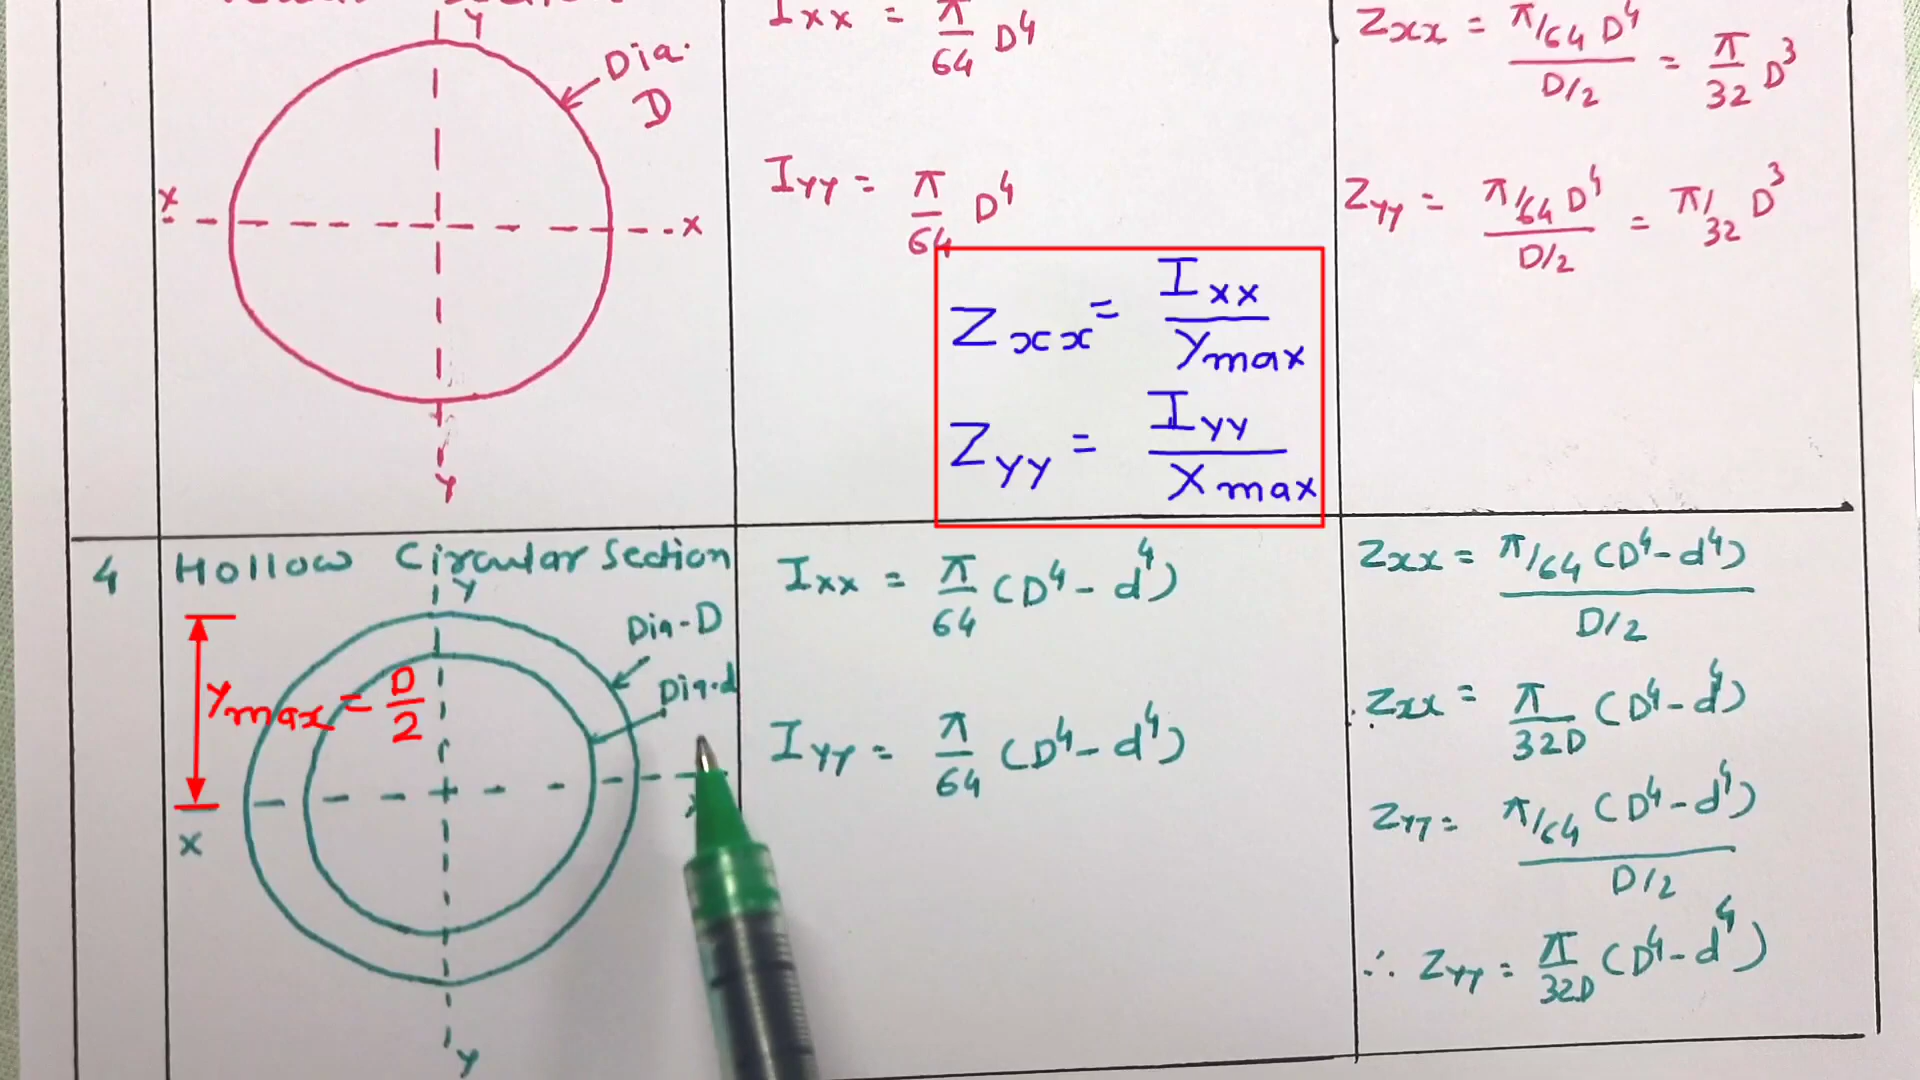 Y
Dia.
D
X
X
Y
Ixx = π/64 D⁴
Iyy = π/64 D⁴
Zxx = π/64 D⁴ / D/2 = π/32 D³
Zyy = π/64 D⁴ / D/2 = π/32 D³
Zxx = Ixx / Ymax
Zyy = Iyy / Xmax
4 Hollow Circular Section
Y
Dia-D
Dia-d
Ymax = D/2
X
Y
Ixx = π/64 (D⁴ - d⁴)
Iyy = π/64 (D⁴ - d⁴)
Zxx = π/64 (D⁴ - d⁴) / D/2
∴ Zxx = π/32D (D⁴ - d⁴)
Zyy = π/64 (D⁴ - d⁴) / D/2
∴ Zyy = π/32D (D⁴ - d⁴)